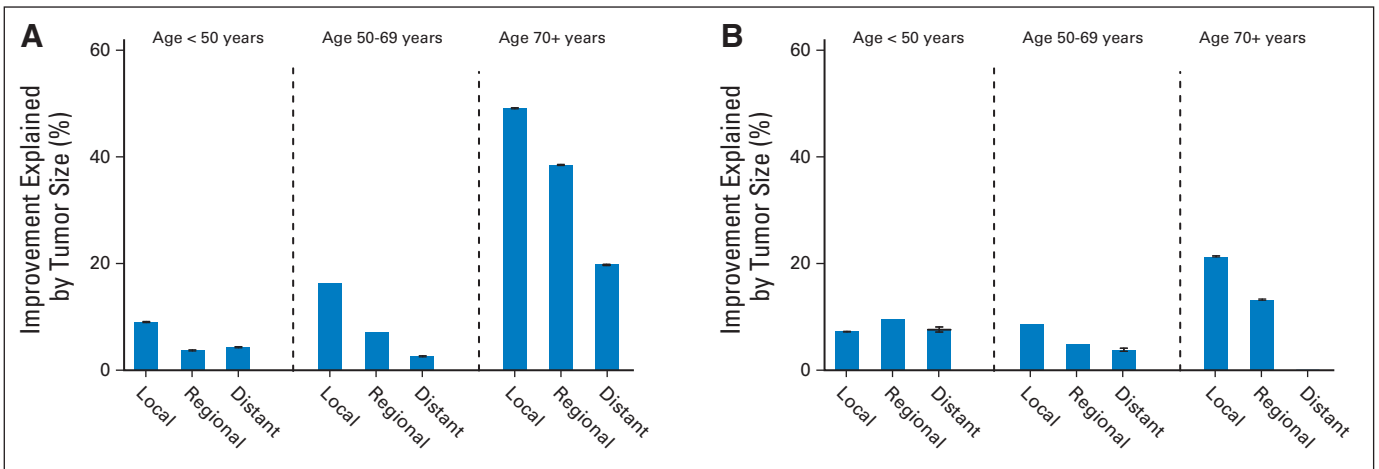 A
Age < 50 years
Age 50-69 years
Age 70+ years
Improvement Explained
by Tumor Size (%)
60
40
20
0
Local
Regional
Distant
Local
Regional
Distant
Local
Regional
Distant
B
Age < 50 years
Age 50-69 years
Age 70+ years
Improvement Explained
by Tumor Size (%)
60
40
20
0
Local
Regional
Distant
Local
Regional
Distant
Local
Regional
Distant